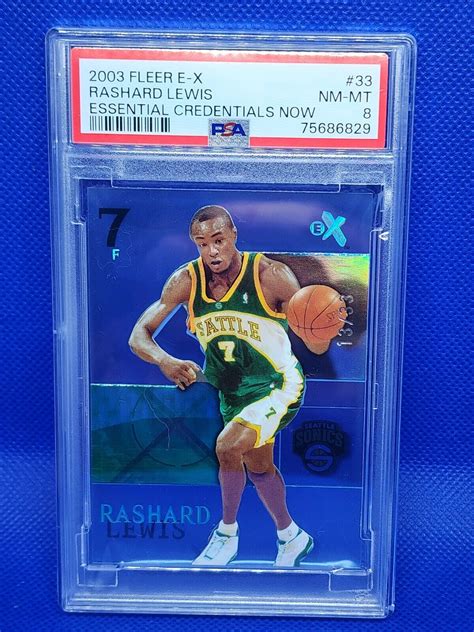 2003 FLEER E-X #33
RASHARD LEWIS NM-MT
ESSENTIAL CREDENTIALS NOW 8
PSA 75686829
7
F
EX
SEATTLE
7
7
SEATTLE
SONICS
RASHARD
LEWIS